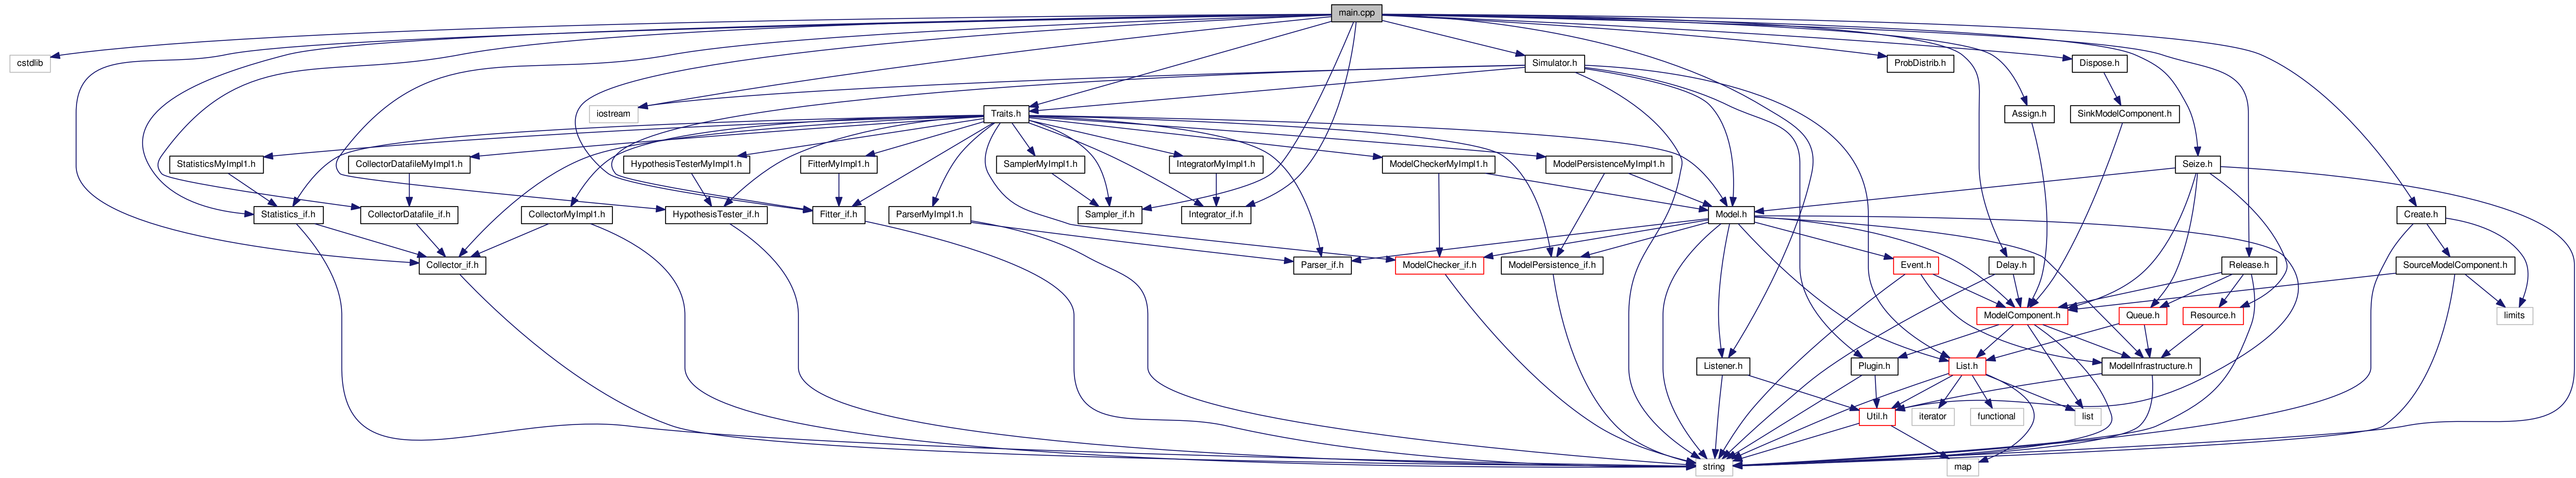 main.cpp
cstdlib
Simulator.h
ProbDistrib.h
Dispose.h
iostream
Traits.h
Assign.h
SinkModelComponent.h
StatisticsMyImpl1.h
CollectorDatafileMyImpl1.h
HypothesisTesterMyImpl1.h
FitterMyImpl1.h
SamplerMyImpl1.h
IntegratorMyImpl1.h
ModelCheckerMyImpl1.h
ModelPersistenceMyImpl1.h
Seize.h
Statistics_if.h
CollectorDatafile_if.h
CollectorMyImpl1.h
HypothesisTester_if.h
Fitter_if.h
ParserMyImpl1.h
Sampler_if.h
Integrator_if.h
Model.h
Create.h
Collector_if.h
Parser_if.h
ModelChecker_if.h
ModelPersistence_if.h
Event.h
Delay.h
Release.h
SourceModelComponent.h
ModelComponent.h
Queue.h
Resource.h
limits
Listener.h
Plugin.h
List.h
ModelInfrastructure.h
Util.h
iterator
functional
list
string
map